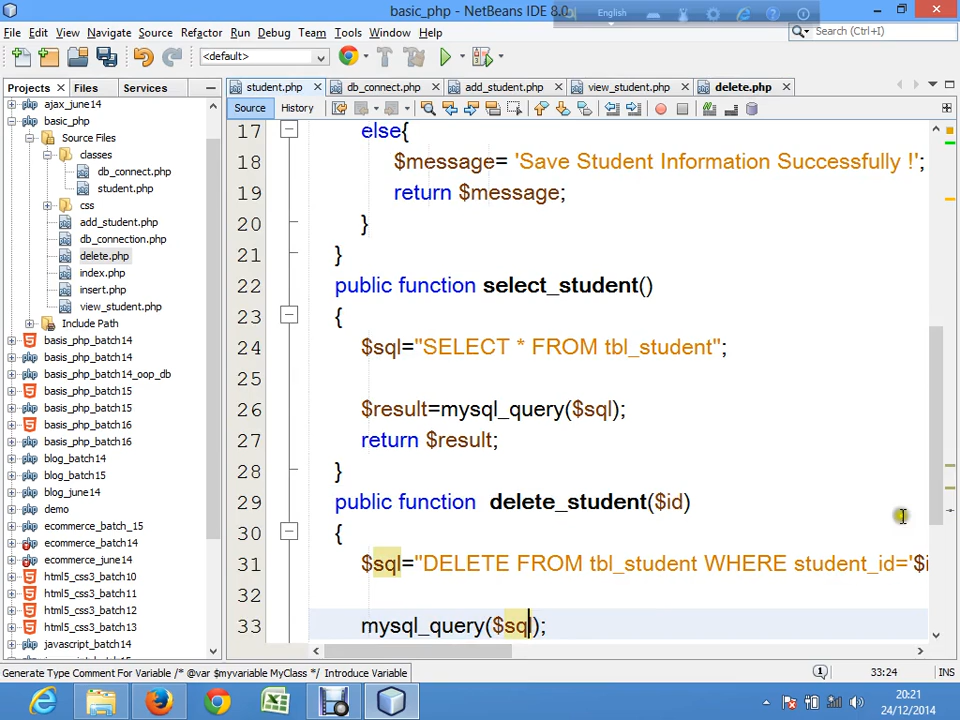 basic_php - NetBeans IDE 8.0
English
File Edit View Navigate Source Refactor Run Debug Team Tools Window Help
Search (Ctrl+I)
<default>
Projects Files Services
student.php db_connect.php add_student.php view_student.php delete.php
Source History
ajax_june14
basic_php
Source Files
classes
db_connect.php
student.php
css
add_student.php
db_connection.php
delete.php
index.php
insert.php
view_student.php
Include Path
basis_php_batch14
basic_php_batch14
basic_php_batch14_oop_db
basis_php_batch15
basic_php_batch15
basis_php_batch16
basic_php_batch16
blog_batch14
blog_batch15
blog_june14
demo
ecommerce_batch_15
ecommerce_batch14
ecommerce_june14
html5_css3_batch10
html5_css3_batch11
html5_css3_batch12
html5_css3_batch13
javascript_batch14
17 else{
18 $message= 'Save Student Information Successfully !';
19 return $message;
20 }
21 }
22 public function select_student()
23 {
24 $sql="SELECT * FROM tbl_student";
25
26 $result=mysql_query($sql);
27 return $result;
28 }
29 public function delete_student($id)
30 {
31 $sql="DELETE FROM tbl_student WHERE student_id='$i
32
33 mysql_query($sql);
Generate Type Comment For Variable /* @var $myvariable MyClass */ Introduce Variable
1
33:24 INS
20:21
24/12/2014